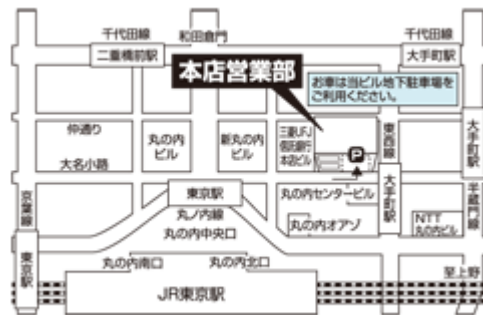 千代田線
和田倉門
千代田線
二重橋前駅
大手町駅
本店営業部
お車は当ビル地下駐車場を
ご利用ください。
仲通り
大名小路
丸の内
ビル
新丸の内
ビル
三菱UFJ
信託銀行
本店ビル
P
東西線
大手町駅
大手町駅
半蔵門線
京葉線
東京駅
東京駅
丸の内センタービル
丸ノ内線
丸の内中央口
丸の内オアゾ
NTT
丸の内ビル
丸の内南口
丸の内北口
至上野
JR東京駅